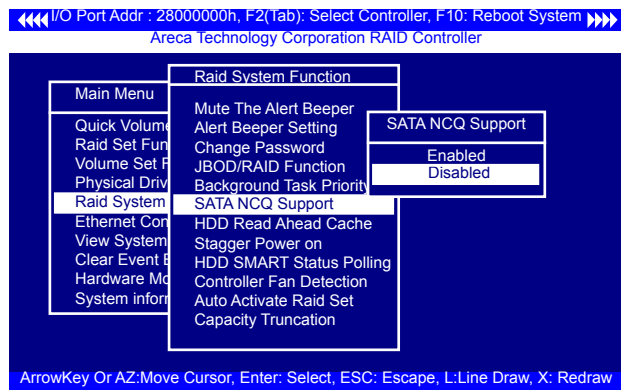 I/O Port Addr : 28000000h, F2(Tab): Select Controller, F10: Reboot System
Areca Technology Corporation RAID Controller
Main Menu
Quick Volume
Raid Set Fun
Volume Set F
Physical Driv
Raid System
Ethernet Con
View System
Clear Event B
Hardware Mo
System inforr
Raid System Function
Mute The Alert Beeper
Alert Beeper Setting
Change Password
JBOD/RAID Function
Background Task Priority
SATA NCQ Support
HDD Read Ahead Cache
Stagger Power on
HDD SMART Status Polling
Controller Fan Detection
Auto Activate Raid Set
Capacity Truncation
SATA NCQ Support
Enabled
Disabled
ArrowKey Or AZ:Move Cursor, Enter: Select, ESC: Escape, L:Line Draw, X: Redraw